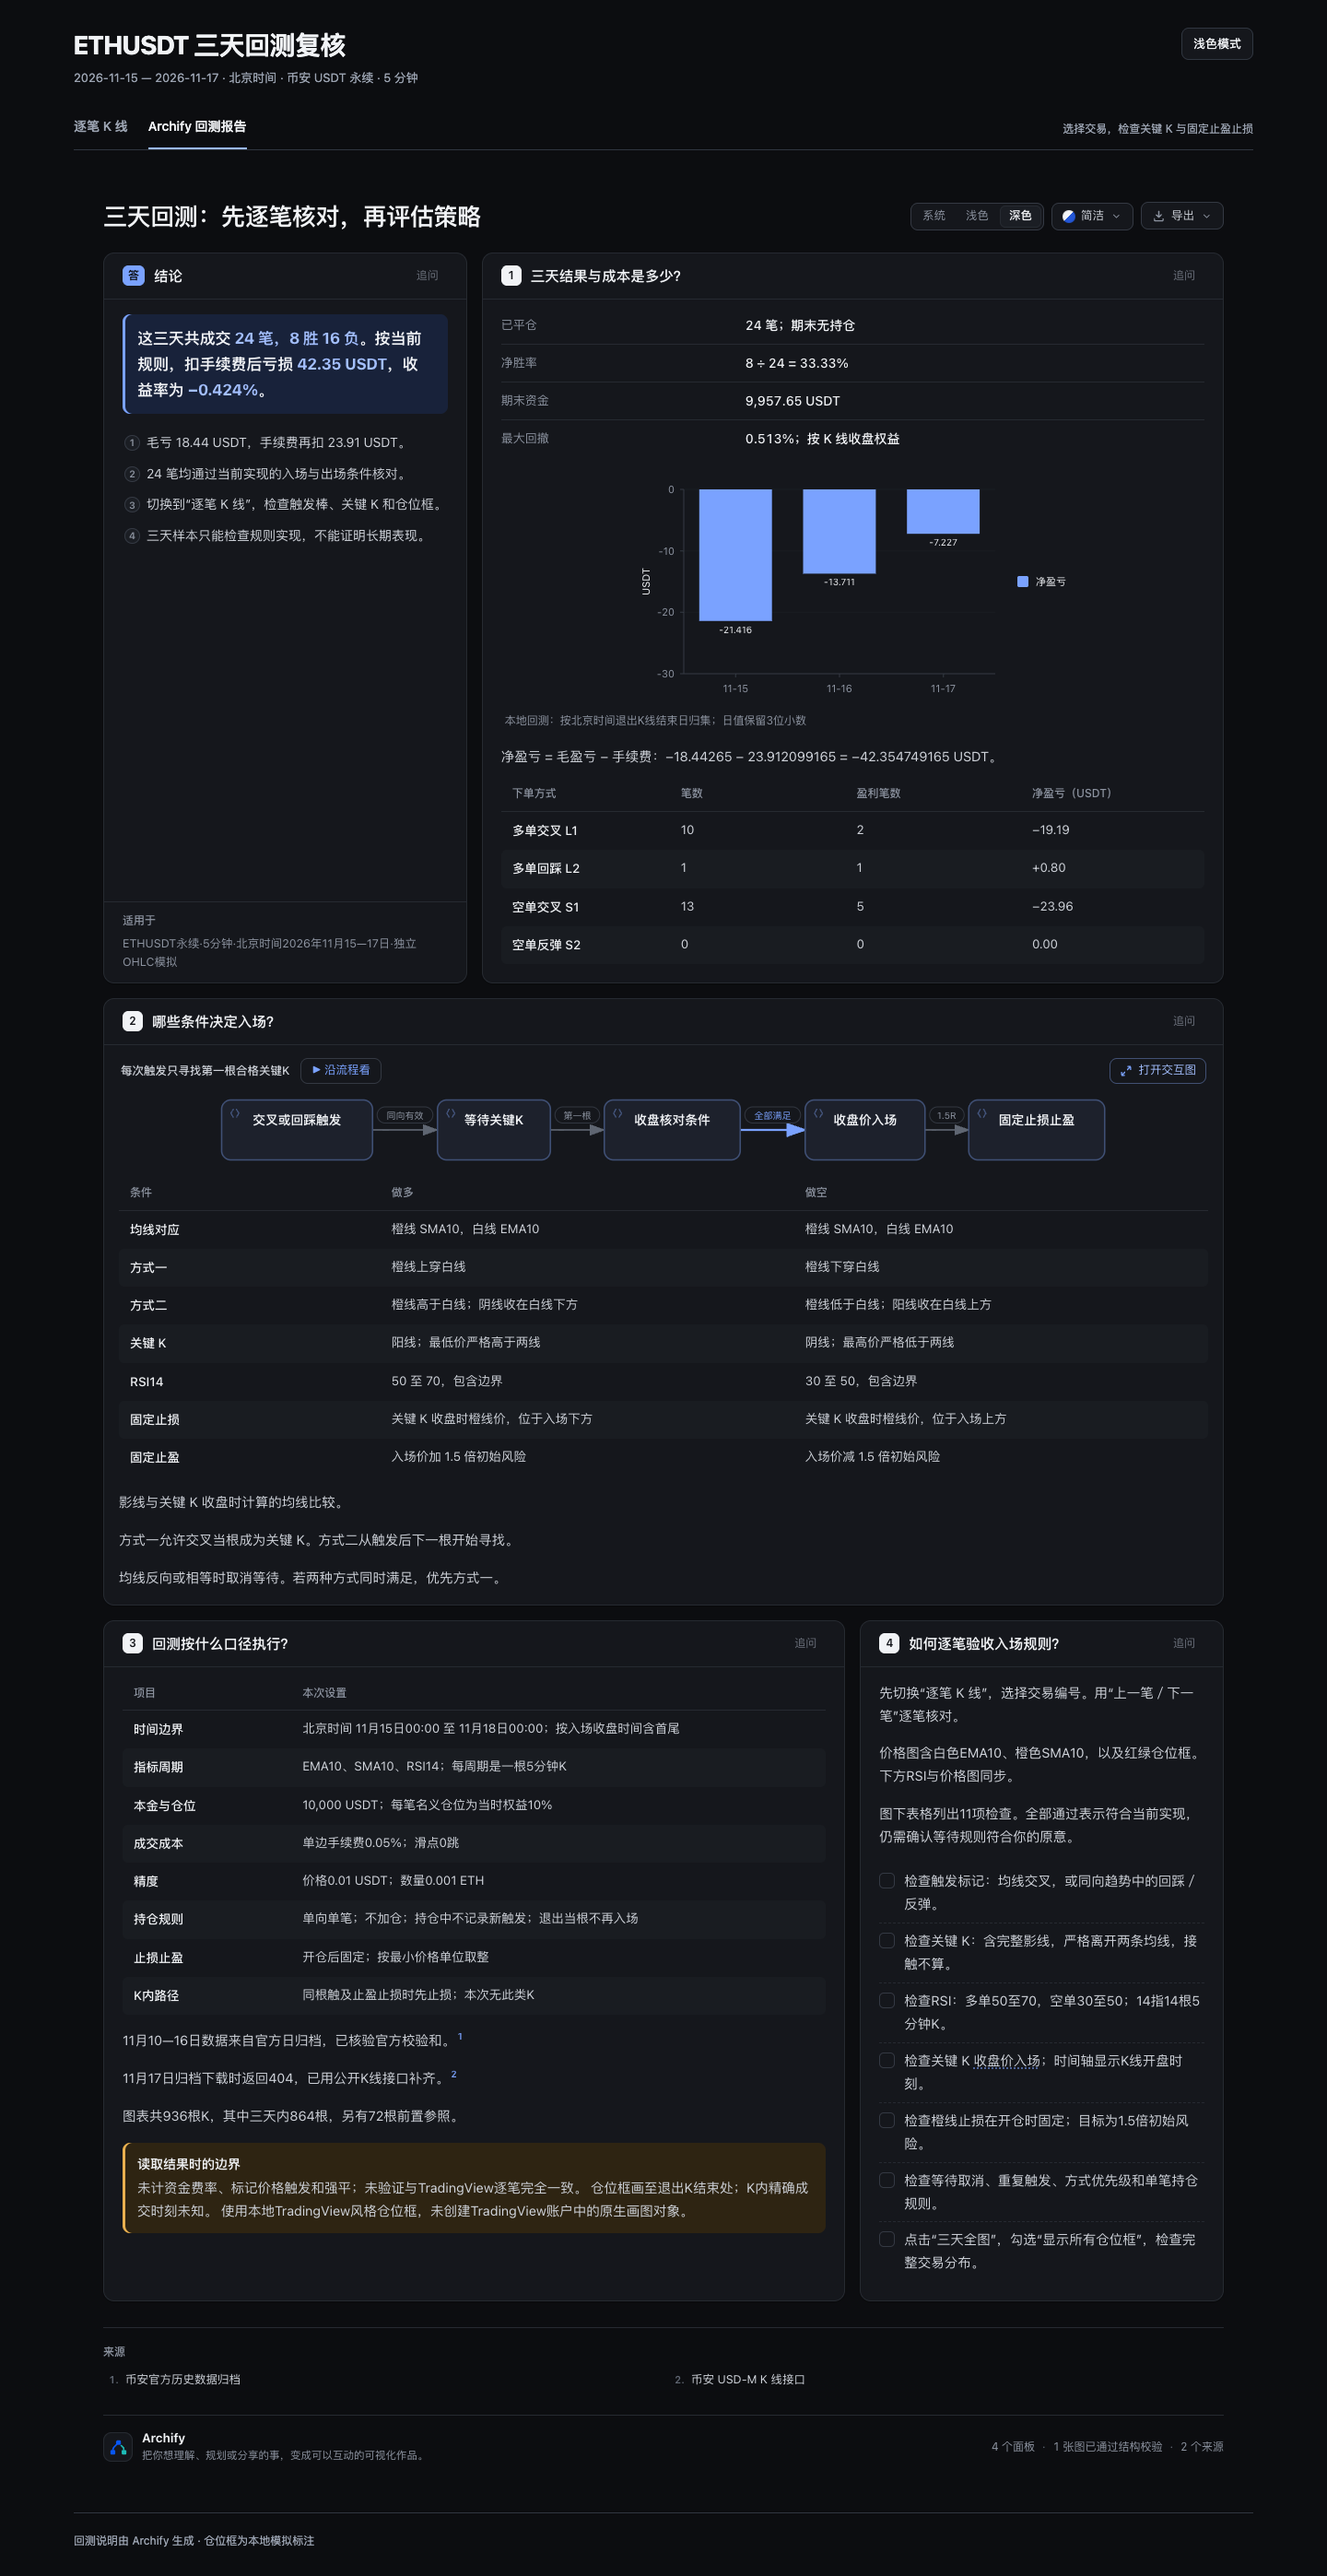 ETHUSDT 三天回测复核
浅色模式
2026-11-15 — 2026-11-17 · 北京时间 · 币安 USDT 永续 · 5 分钟
逐笔 K 线
Archify 回测报告
选择交易，检查关键 K 与固定止盈止损
三天回测：先逐笔核对，再评估策略
系统
浅色
深色
简洁
导出
答 结论
追问
这三天共成交 24 笔，8 胜 16 负。按当前
规则，扣手续费后亏损 42.35 USDT，收
益率为 −0.424%。
1 毛亏 18.44 USDT，手续费再扣 23.91 USDT。
2 24 笔均通过当前实现的入场与出场条件核对。
3 切换到“逐笔 K 线”，检查触发棒、关键 K 和仓位框。
4 三天样本只能检查规则实现，不能证明长期表现。
适用于
ETHUSDT永续·5分钟·北京时间2026年11月15—17日·独立
OHLC模拟
1 三天结果与成本是多少？
追问
已平仓 24 笔；期末无持仓
净胜率 8 ÷ 24 = 33.33%
期末资金 9,957.65 USDT
最大回撤 0.513%；按 K 线收盘权益
USDT
0
-10
-20
-30
-21.416
-13.711
-7.227
11-15
11-16
11-17
净盈亏
本地回测：按北京时间退出K线结束日归集；日值保留3位小数
净盈亏 = 毛盈亏 − 手续费：−18.44265 − 23.912099165 = −42.354749165 USDT。
下单方式 笔数 盈利笔数 净盈亏（USDT）
多单交叉 L1 10 2 −19.19
多单回踩 L2 1 1 +0.80
空单交叉 S1 13 5 −23.96
空单反弹 S2 0 0 0.00
2 哪些条件决定入场？
追问
每次触发只寻找第一根合格关键K
沿流程看
打开交互图
交叉或回踩触发
同向有效
等待关键K
第一根
收盘核对条件
全部满足
收盘价入场
1.5R
固定止损止盈
条件 做多 做空
均线对应 橙线 SMA10，白线 EMA10 橙线 SMA10，白线 EMA10
方式一 橙线上穿白线 橙线下穿白线
方式二 橙线高于白线；阴线收在白线下方 橙线低于白线；阳线收在白线上方
关键 K 阳线；最低价严格高于两线 阴线；最高价严格低于两线
RSI14 50 至 70，包含边界 30 至 50，包含边界
固定止损 关键 K 收盘时橙线价，位于入场下方 关键 K 收盘时橙线价，位于入场上方
固定止盈 入场价加 1.5 倍初始风险 入场价减 1.5 倍初始风险
影线与关键 K 收盘时计算的均线比较。
方式一允许交叉当根成为关键 K。方式二从触发后下一根开始寻找。
均线反向或相等时取消等待。若两种方式同时满足，优先方式一。
3 回测按什么口径执行？
追问
项目 本次设置
时间边界 北京时间 11月15日00:00 至 11月18日00:00；按入场收盘时间含首尾
指标周期 EMA10、SMA10、RSI14；每周期是一根5分钟K
本金与仓位 10,000 USDT；每笔名义仓位为当时权益10%
成交成本 单边手续费0.05%；滑点0跳
精度 价格0.01 USDT；数量0.001 ETH
持仓规则 单向单笔；不加仓；持仓中不记录新触发；退出当根不再入场
止损止盈 开仓后固定；按最小价格单位取整
K内路径 同根触及止盈止损时先止损；本次无此类K
11月10—16日数据来自官方日归档，已核验官方校验和。1
11月17日归档下载时返回404，已用公开K线接口补齐。2
图表共936根K，其中三天内864根，另有72根前置参照。
读取结果时的边界
未计资金费率、标记价格触发和强平；未验证与TradingView逐笔完全一致。 仓位框画至退出K结束处；K内精确成
交时刻未知。 使用本地TradingView风格仓位框，未创建TradingView账户中的原生画图对象。
4 如何逐笔验收入场规则？
追问
先切换“逐笔 K 线”，选择交易编号。用“上一笔 / 下一
笔”逐笔核对。
价格图含白色EMA10、橙色SMA10，以及红绿仓位框。
下方RSI与价格图同步。
图下表格列出11项检查。全部通过表示符合当前实现，
仍需确认等待规则符合你的原意。
检查触发标记：均线交叉，或同向趋势中的回踩 /
反弹。
检查关键 K：含完整影线，严格离开两条均线，接
触不算。
检查RSI：多单50至70，空单30至50；14指14根5
分钟K。
检查关键 K 收盘价入场；时间轴显示K线开盘时
刻。
检查橙线止损在开仓时固定；目标为1.5倍初始风
险。
检查等待取消、重复触发、方式优先级和单笔持仓
规则。
点击“三天全图”，勾选“显示所有仓位框”，检查完
整交易分布。
来源
1. 币安官方历史数据归档
2. 币安 USD-M K 线接口
Archify
把你想理解、规划或分享的事，变成可以互动的可视化作品。
4 个面板 · 1 张图已通过结构校验 · 2 个来源
回测说明由 Archify 生成 · 仓位框为本地模拟标注